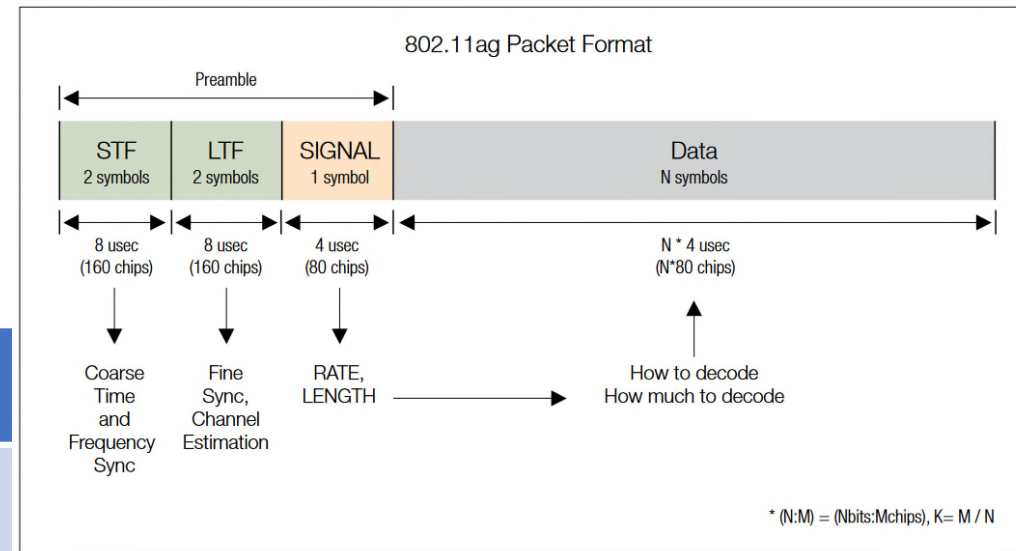 802.11ag Packet Format
Preamble
STF
2 symbols
LTF
2 symbols
SIGNAL
1 symbol
Data
N symbols
8 usec
(160 chips)
8 usec
(160 chips)
4 usec
(80 chips)
N * 4 usec
(N*80 chips)
Coarse
Time
and
Frequency
Sync
Fine
Sync,
Channel
Estimation
RATE,
LENGTH
How to decode
How much to decode
* (N:M) = (Nbits:Mchips), K= M / N